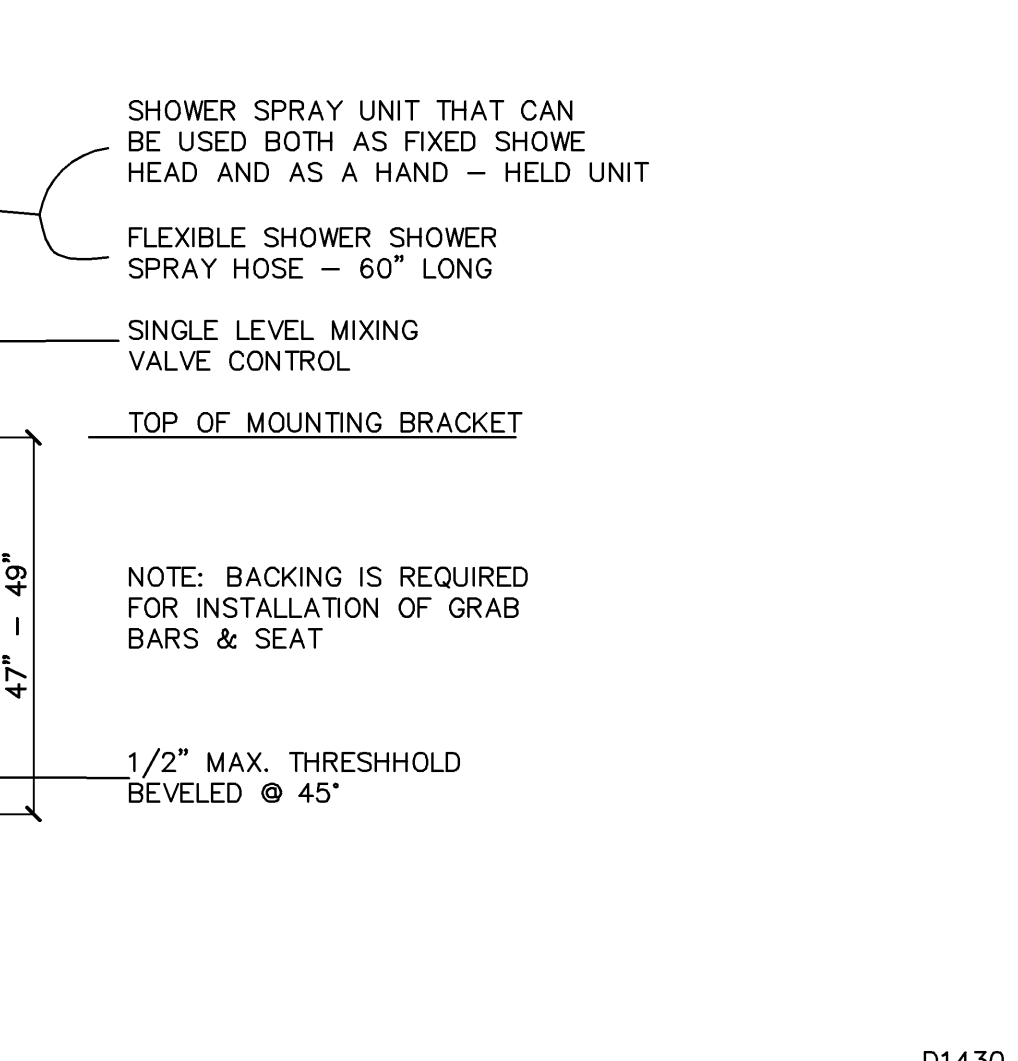 SHOWER SPRAY UNIT THAT CAN
BE USED BOTH AS FIXED SHOWE
HEAD AND AS A HAND – HELD UNIT
FLEXIBLE SHOWER SHOWER
SPRAY HOSE – 60" LONG
SINGLE LEVEL MIXING
VALVE CONTROL
TOP OF MOUNTING BRACKET
47" – 49"
NOTE: BACKING IS REQUIRED
FOR INSTALLATION OF GRAB
BARS & SEAT
1/2" MAX. THRESHHOLD
BEVELED @ 45°
D1430